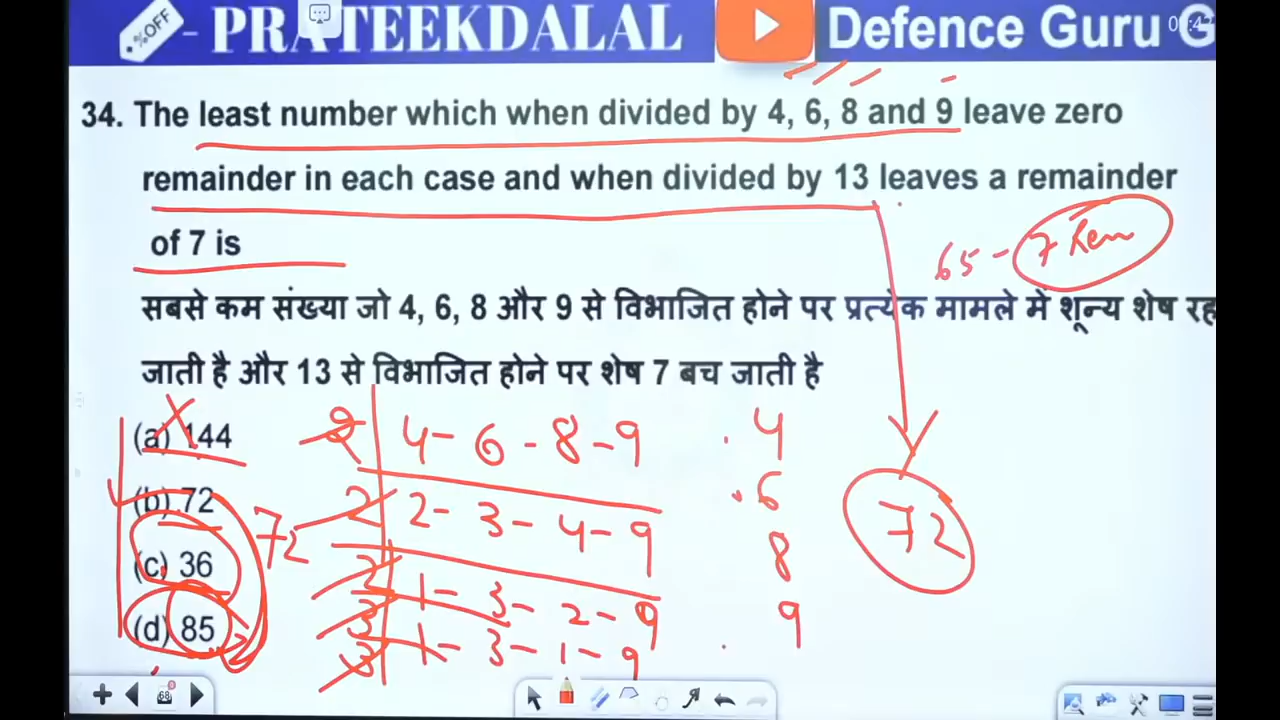 %OFF - PRATEEKDALAL Defence Guru G
34. The least number which when divided by 4, 6, 8 and 9 leave zero
remainder in each case and when divided by 13 leaves a remainder
of 7 is
65 - 7 Rem
सबसे कम संख्या जो 4, 6, 8 और 9 से विभाजित होने पर प्रत्येक मामले में शून्य शेष रह
जाती है और 13 से विभाजित होने पर शेष 7 बच जाती है
(a) 144
(b) 72
(c) 36
(d) 85
72
2 4 - 6 - 8 - 9
2 2 - 3 - 4 - 9
2 1 - 3 - 2 - 9
3 1 - 3 - 1 - 9
3
4
6
8
9
72
68